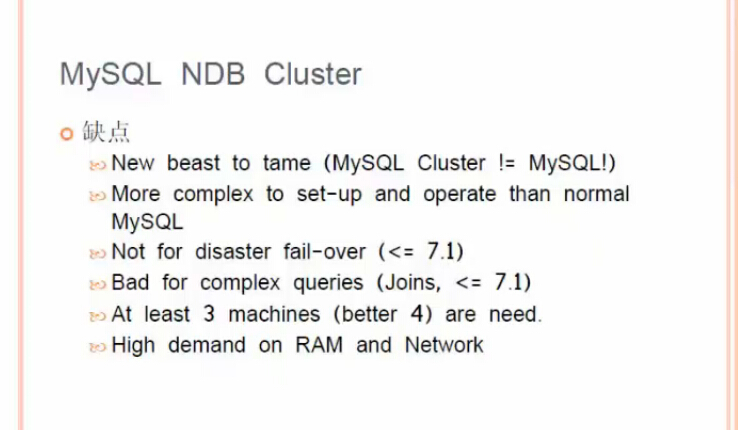 MySQL NDB Cluster
缺点
New beast to tame (MySQL Cluster != MySQL!)
More complex to set-up and operate than normal
MySQL
Not for disaster fail-over (<= 7.1)
Bad for complex queries (Joins, <= 7.1)
At least 3 machines (better 4) are need.
High demand on RAM and Network